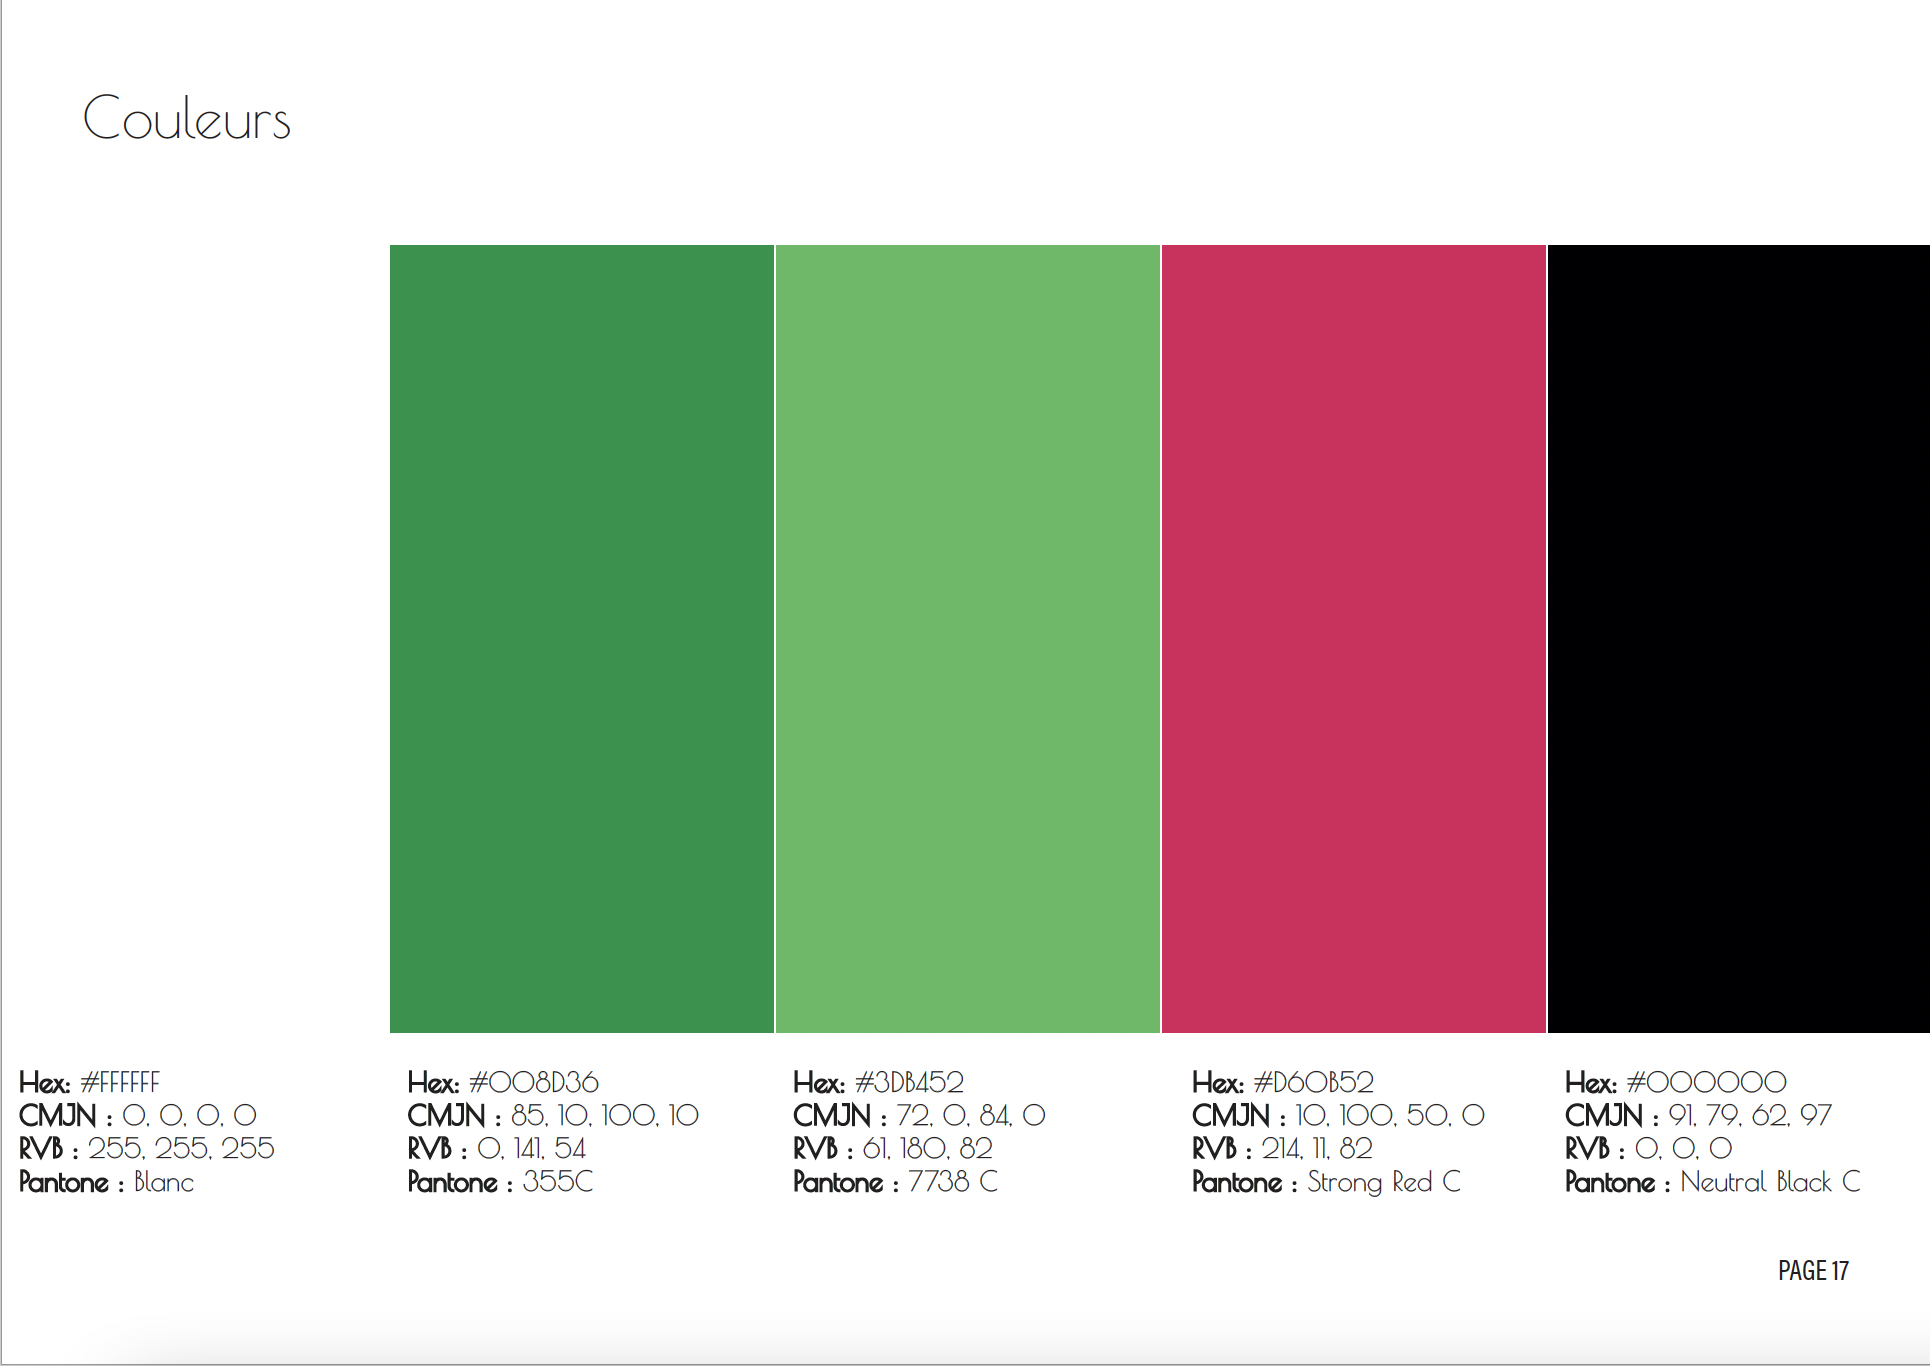 Couleurs
Hex: #FFFFFF
CMJN : 0, 0, 0, 0
RVB : 255, 255, 255
Pantone : Blanc
Hex: #008D36
CMJN : 85, 10, 100, 10
RVB : 0, 141, 54
Pantone : 355C
Hex: #3DB452
CMJN : 72, 0, 84, 0
RVB : 61, 180, 82
Pantone : 7738 C
Hex: #D60B52
CMJN : 10, 100, 50, 0
RVB : 214, 11, 82
Pantone : Strong Red C
Hex: #000000
CMJN : 91, 79, 62, 97
RVB : 0, 0, 0
Pantone : Neutral Black C
PAGE 17